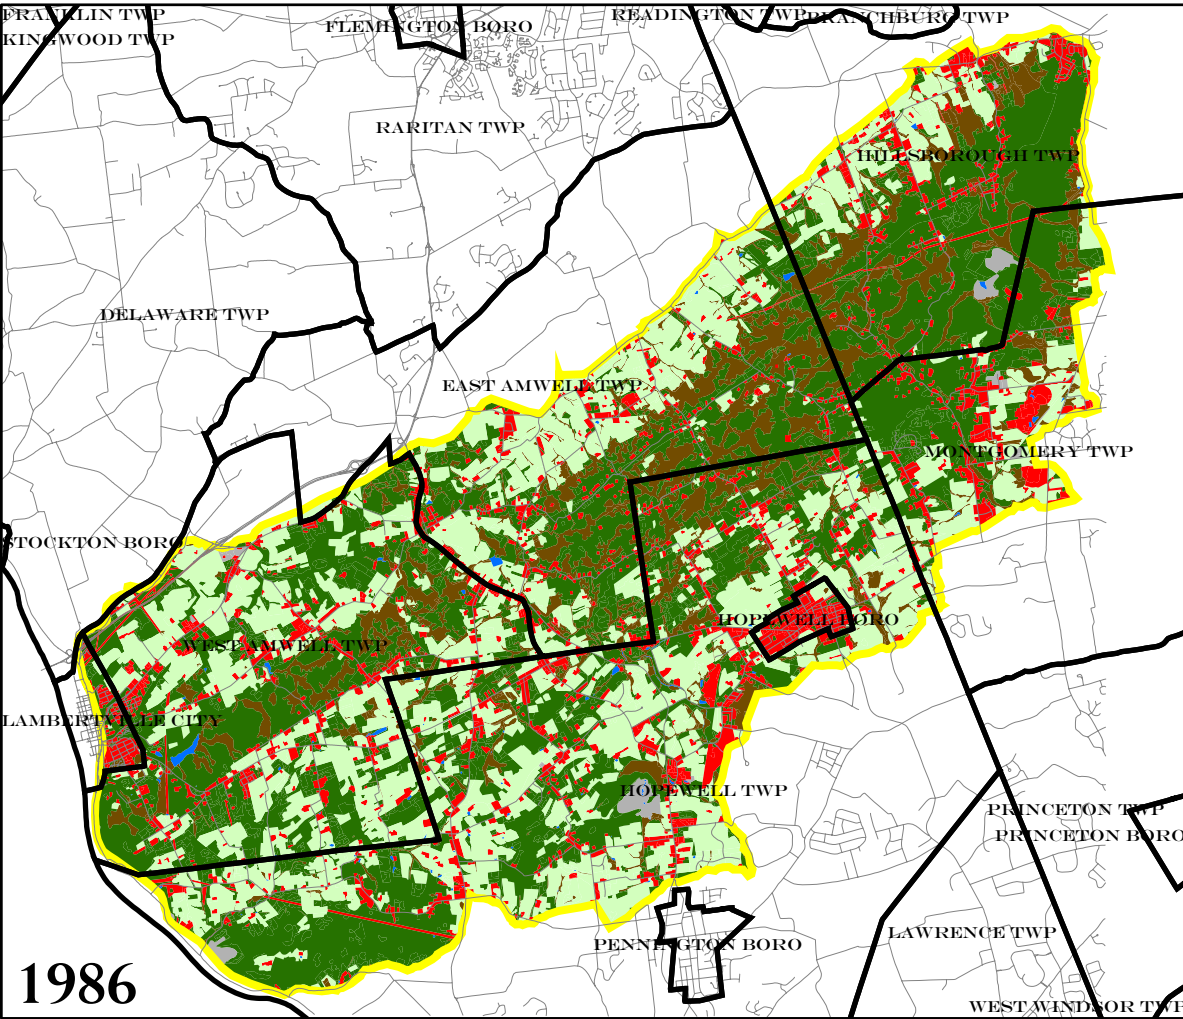 FRANKLIN TWP
READINGTON TWP
BRANCHBURG TWP
FLEMINGTON BORO
KINGWOOD TWP
RARITAN TWP
HILLSBOROUGH TWP
DELAWARE TWP
EAST AMWELL TWP
MONTGOMERY TWP
STOCKTON BORO
HOPEWELL BORO
WEST AMWELL TWP
LAMBERTVILLE CITY
HOPEWELL TWP
PRINCETON TWP
PRINCETON BORO
LAWRENCE TWP
PENNINGTON BORO
1986
WEST WINDSOR TWP